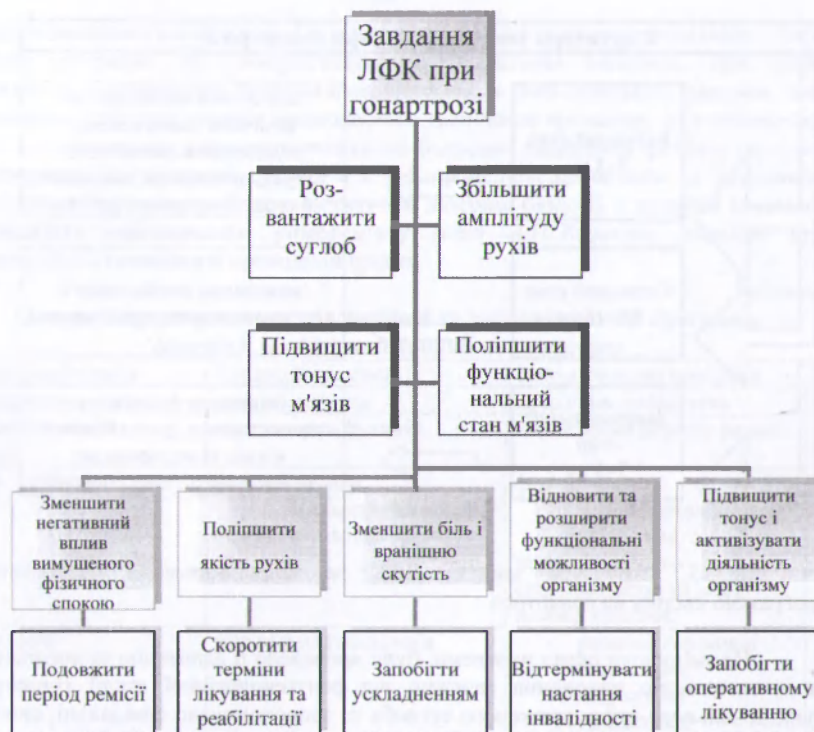 Завдання
ЛФК при
гонартрозі
Роз-
вантажити
суглоб
Збільшити
амплітуду
рухів
Підвищити
тонус
м'язів
Поліпшити
функціо-
нальний
стан м'язів
Зменшити
негативний
вплив
вимушеного
фізичного
спокою
Поліпшити
якість рухів
Зменшити біль і
вранішню
скутість
Відновити та
розширити
функціональні
можливості
організму
Підвищити
тонус і
активізувати
діяльність
організму
Подовжити
період ремісії
Скоротити
терміни
лікування та
реабілітації
Запобігти
ускладненням
Відтермінувати
настання
інвалідності
Запобігти
оперативному
лікуванню